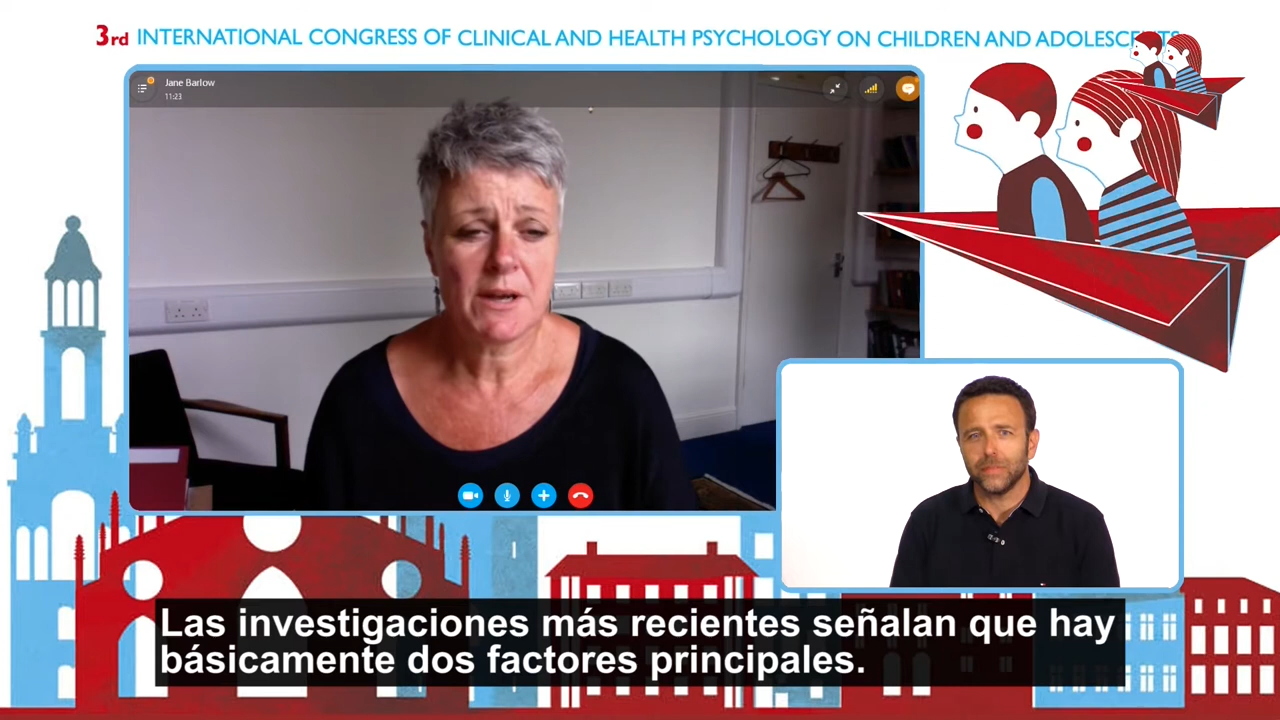 3rd INTERNATIONAL CONGRESS OF CLINICAL AND HEALTH PSYCHOLOGY ON CHILDREN AND ADOLESCENTS
Jane Barlow
11:23
Las investigaciones más recientes señalan que hay
básicamente dos factores principales.